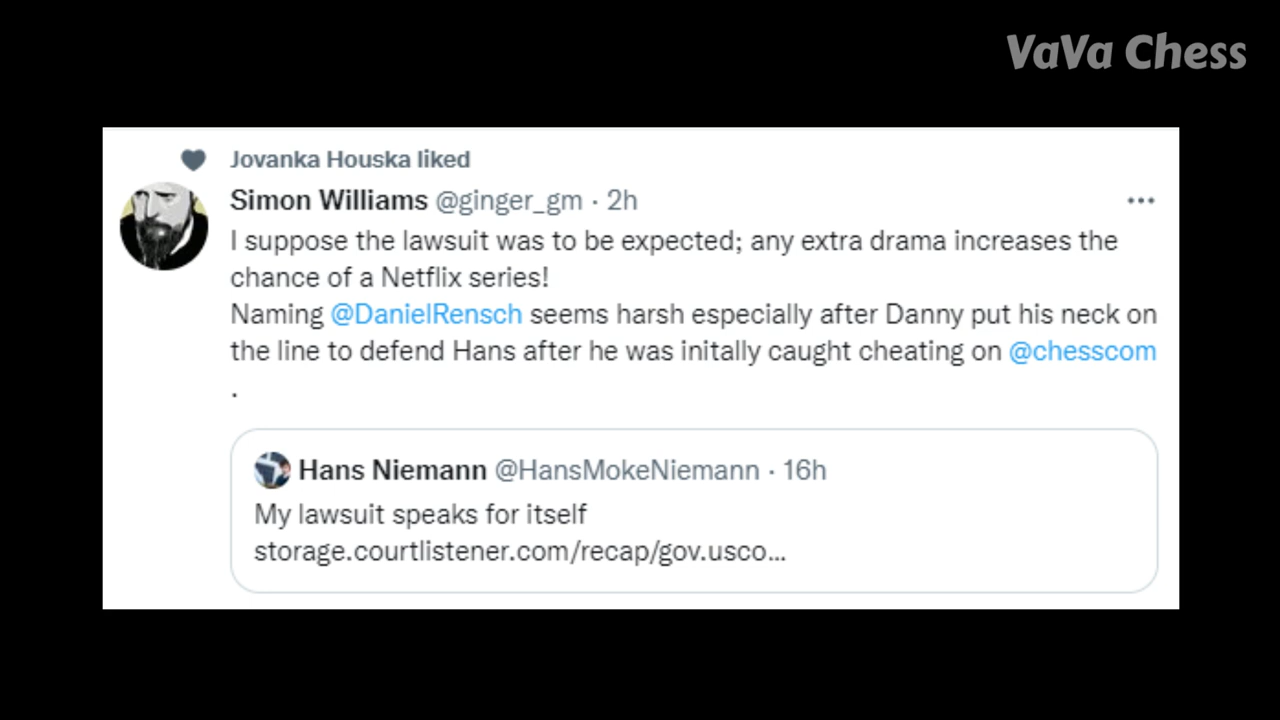 VaVa Chess
Jovanka Houska liked
Simon Williams @ginger_gm · 2h
I suppose the lawsuit was to be expected; any extra drama increases the
chance of a Netflix series!
Naming @DanielRensch seems harsh especially after Danny put his neck on
the line to defend Hans after he was initally caught cheating on @chesscom
.
Hans Niemann @HansMokeNiemann · 16h
My lawsuit speaks for itself
storage.courtlistener.com/recap/gov.usco...